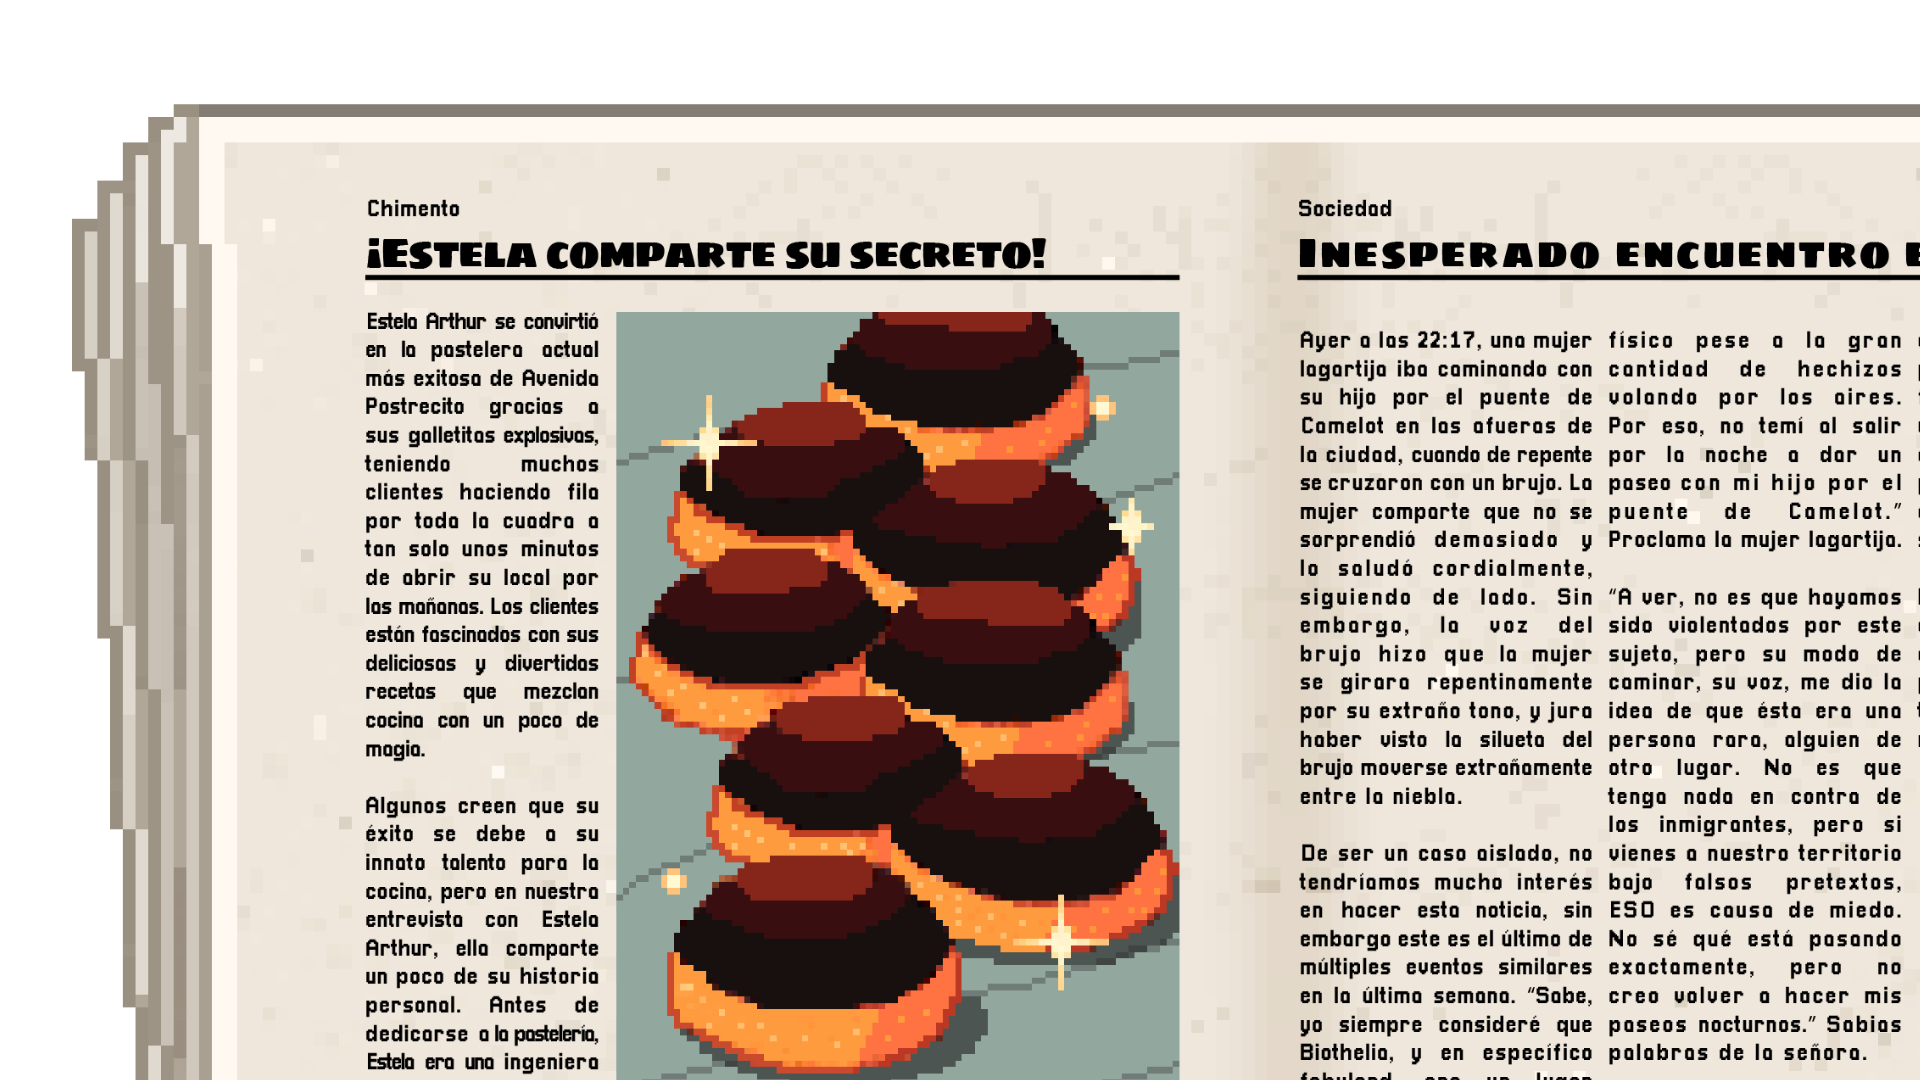 Chimento
¡ESTELA COMPARTE SU SECRETO!
Estela Arthur se convirtió
en la pastelera actual
más exitosa de Avenida
Postrecito gracias a
sus galletitas explosivas,
teniendo muchos
clientes haciendo fila
por toda la cuadra a
tan solo unos minutos
de abrir su local por
las mañanas. Los clientes
están fascinados con sus
deliciosas y divertidas
recetas que mezclan
cocina con un poco de
magia.
Algunos creen que su
éxito se debe a su
innato talento para la
cocina, pero en nuestra
entrevista con Estela
Arthur, ella comparte
un poco de su historia
personal. Antes de
dedicarse a la pastelería,
Estela era una ingeniera
Sociedad
INESPERADO ENCUENTRO
Ayer a las 22:17, una mujer
lagartija iba caminando con
su hijo por el puente de
Camelot en las afueras de
la ciudad, cuando de repente
se cruzaron con un brujo. La
mujer comparte que no se
sorprendió demasiado y
lo saludó cordialmente,
siguiendo de lado. Sin
embargo, la voz del
brujo hizo que la mujer
se girara repentinamente
por su extraño tono, y jura
haber visto la silueta del
brujo moverse extrañamente
entre la niebla.
De ser un caso aislado, no
tendríamos mucho interés
en hacer esta noticia, sin
embargo este es el último de
múltiples eventos similares
en la última semana. "Sabe,
yo siempre consideré que
Biothelia, y en específico
físico pese a la gran
cantidad de hechizos
volando por los aires.
Por eso, no temí al salir
por la noche a dar un
paseo con mi hijo por el
puente de Camelot."
Proclama la mujer lagartija.
"A ver, no es que hayamos
sido violentados por este
sujeto, pero su modo de
caminar, su voz, me dio la
idea de que ésta era una
persona rara, alguien de
otro lugar. No es que
tenga nada en contra de
los inmigrantes, pero si
vienes a nuestro territorio
bajo falsos pretextos,
ESO es causa de miedo.
No sé qué está pasando
exactamente, pero no
creo volver a hacer mis
paseos nocturnos." Sabias
palabras de la señora.